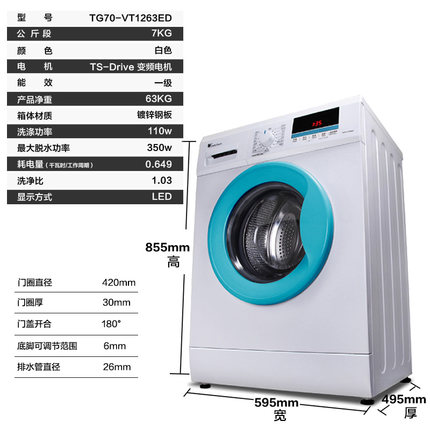 型 号 TG70-VT1263ED
公 斤 段 7KG
颜 色 白色
电 机 TS-Drive 变频电机
能 效 一级
产品净重 63KG
箱体材质 镀锌钢板
洗涤功率 110w
最大脱水功率 350w
耗电量(千瓦时/工作周期) 0.649
洗净比 1.03
显示方式 LED
门圈直径 420mm
门圈厚 30mm
门盖开合 180°
底脚可调节范围 6mm
排水管直径 26mm
855mm
高
595mm
宽
495mm
厚